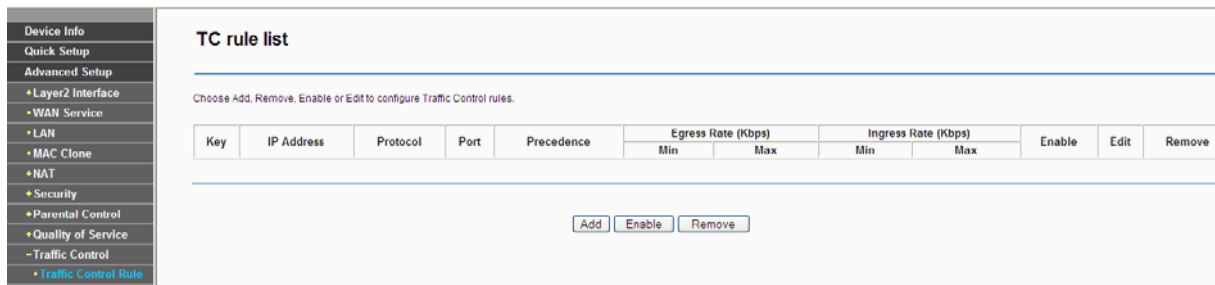 Device Info
Quick Setup
Advanced Setup
+Layer2 Interface
•WAN Service
+LAN
•MAC Clone
+NAT
+Security
+Parental Control
+Quality of Service
-Traffic Control
•Traffic Control Rule
TC rule list
Choose Add, Remove, Enable or Edit to configure Traffic Control rules.
Key IP Address Protocol Port Precedence Egress Rate (Kbps) Ingress Rate (Kbps) Enable Edit Remove
Min Max Min Max
Add Enable Remove